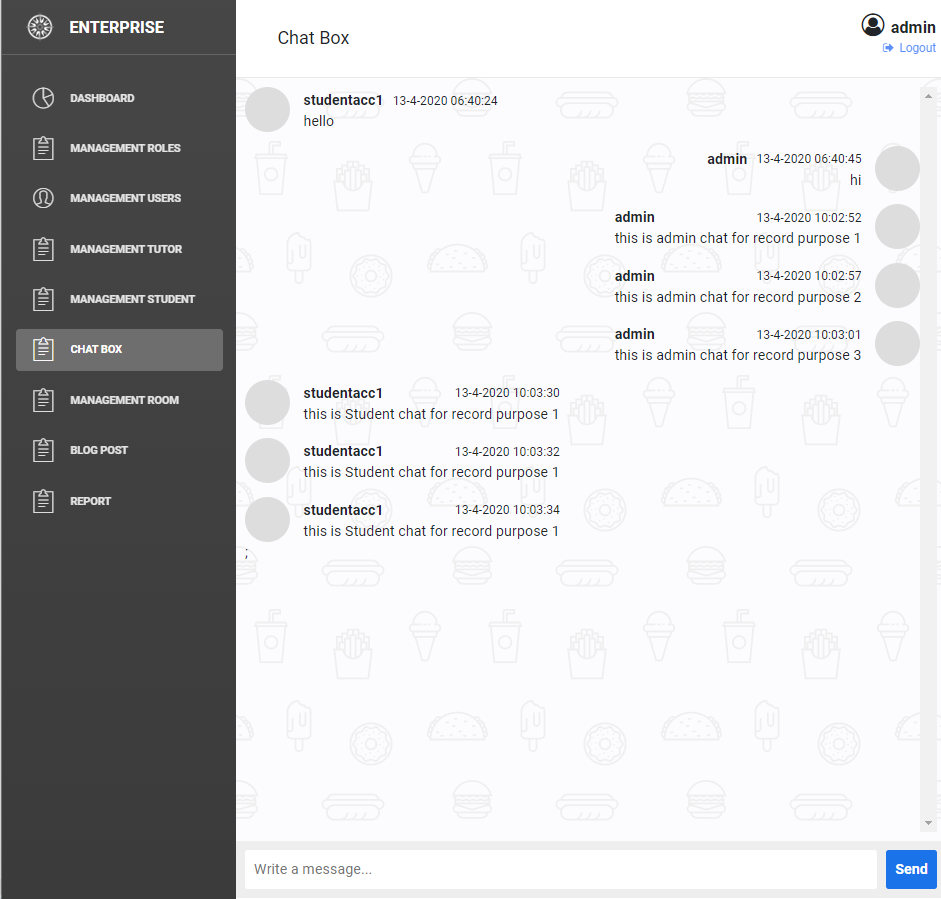 ENTERPRISE
DASHBOARD
MANAGEMENT ROLES
MANAGEMENT USERS
MANAGEMENT TUTOR
MANAGEMENT STUDENT
CHAT BOX
MANAGEMENT ROOM
BLOG POST
REPORT
Chat Box
admin
Logout
studentacc1 13-4-2020 06:40:24
hello
admin 13-4-2020 06:40:45
hi
admin 13-4-2020 10:02:52
this is admin chat for record purpose 1
admin 13-4-2020 10:02:57
this is admin chat for record purpose 2
admin 13-4-2020 10:03:01
this is admin chat for record purpose 3
studentacc1 13-4-2020 10:03:30
this is Student chat for record purpose 1
studentacc1 13-4-2020 10:03:32
this is Student chat for record purpose 1
studentacc1 13-4-2020 10:03:34
this is Student chat for record purpose 1
;
Write a message...
Send